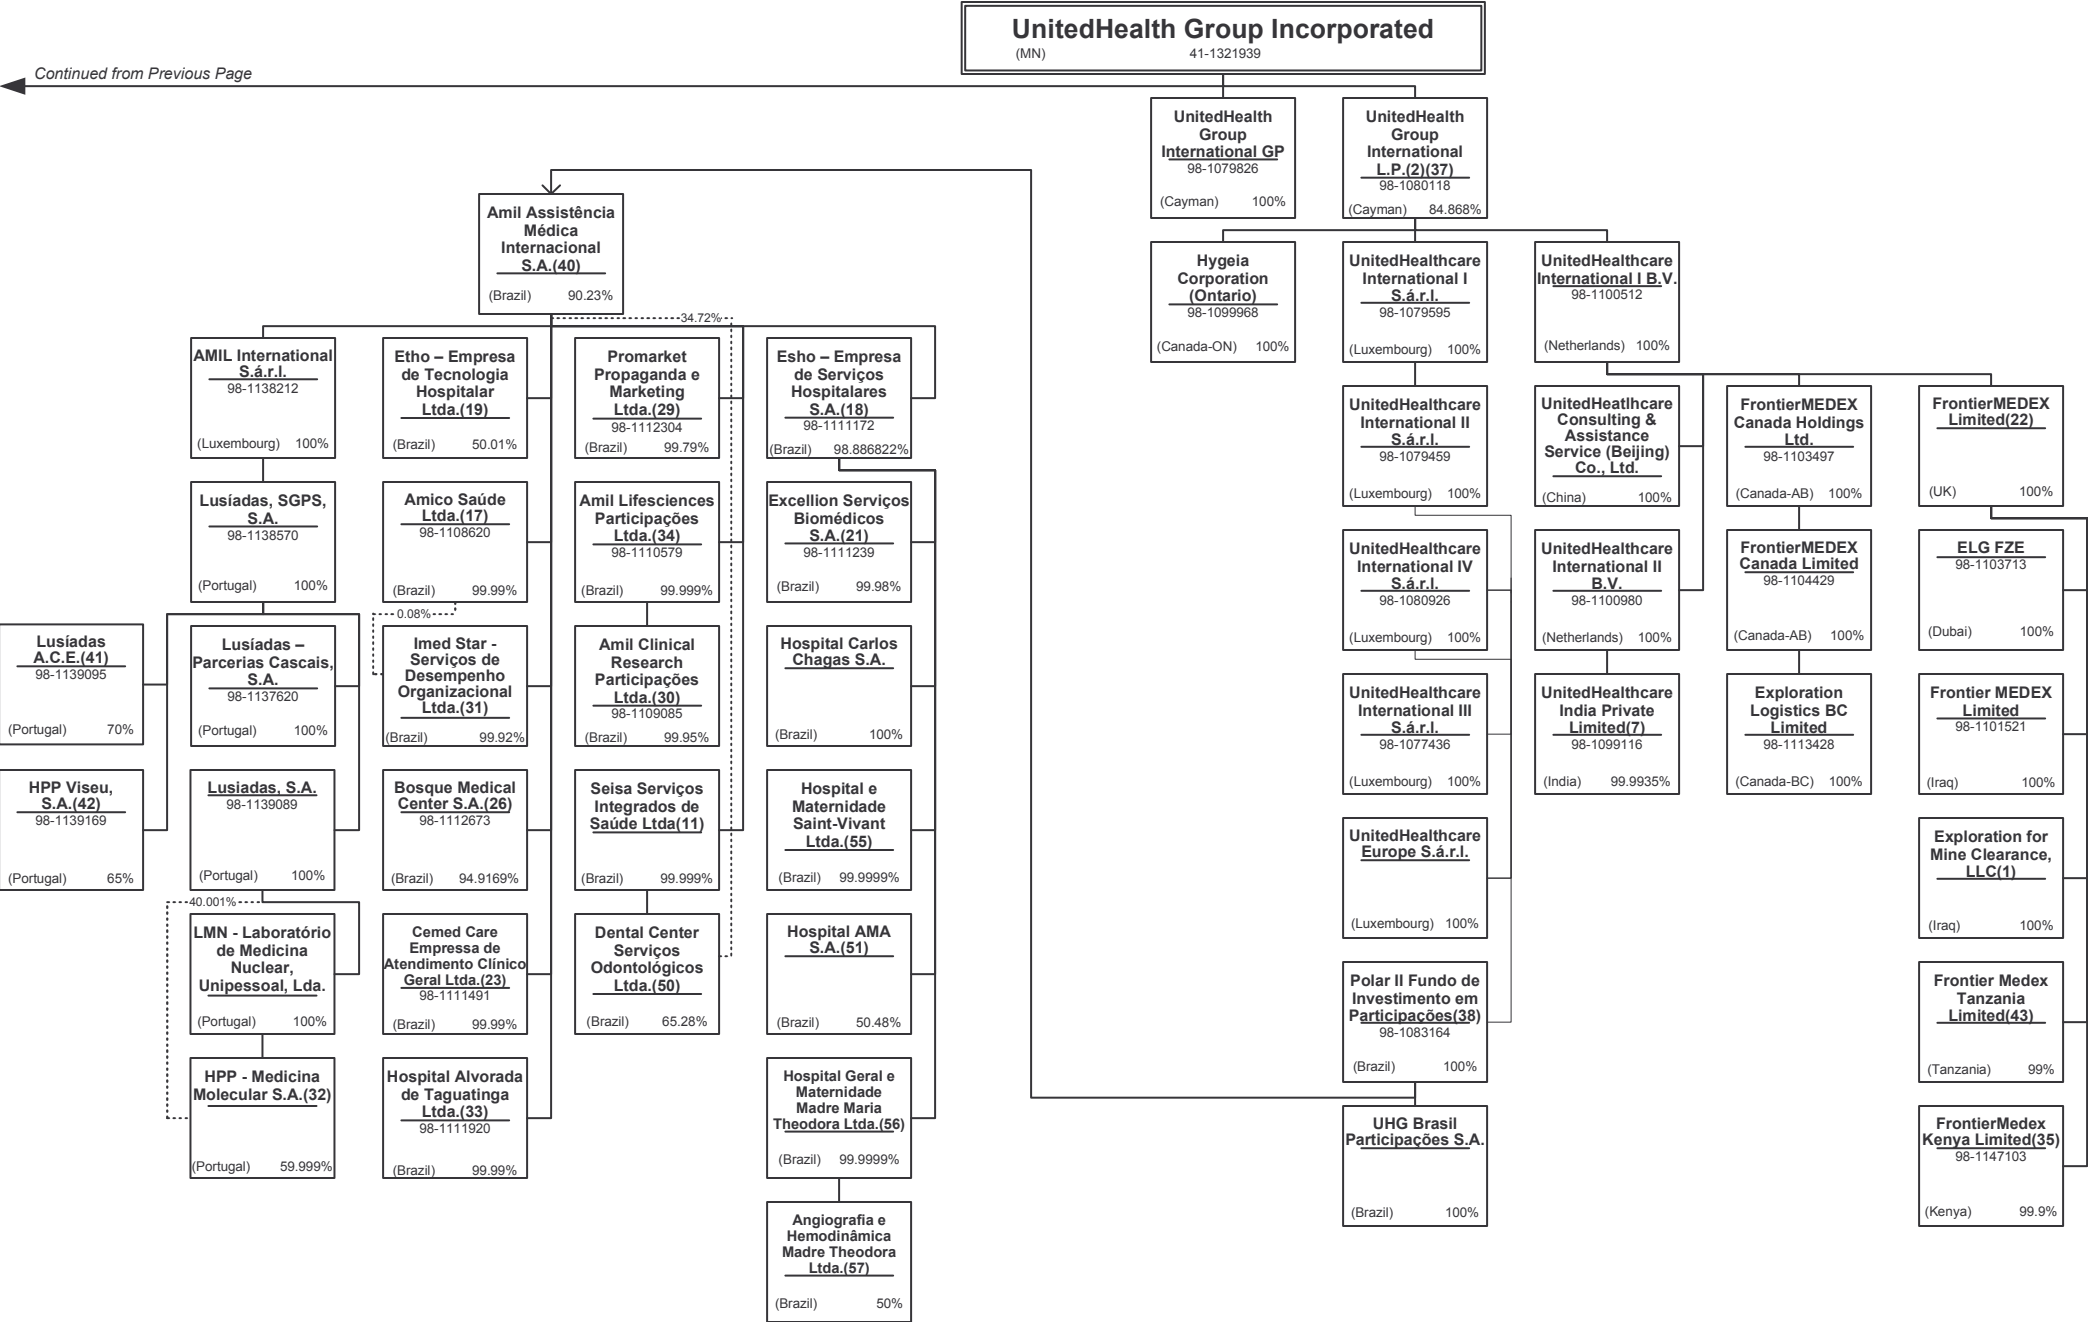 UnitedHealth Group Incorporated
(MN) 41-1321939
Continued from Previous Page
UnitedHealth
Group
International GP
98-1079826
(Cayman) 100%
UnitedHealth
Group
International
L.P.(2)(37)
98-1080118
(Cayman) 84.868%
Amil Assistência
Médica
Internacional
S.A.(40)
(Brazil) 90.23%
Hygeia
Corporation
(Ontario)
98-1099968
(Canada-ON) 100%
UnitedHealthcare
International I
S.á.r.l.
98-1079595
(Luxembourg) 100%
UnitedHealthcare
International I B.V.
98-1100512
(Netherlands) 100%
34.72%
AMIL International
S.á.r.l.
98-1138212
(Luxembourg) 100%
Etho – Empresa
de Tecnologia
Hospitalar
Ltda.(19)
(Brazil) 50.01%
Promarket
Propaganda e
Marketing
Ltda.(29)
98-1112304
(Brazil) 99.79%
Esho – Empresa
de Serviços
Hospitalares
S.A.(18)
98-1111172
(Brazil) 98.886822%
UnitedHealthcare
International II
S.á.r.l.
98-1079459
(Luxembourg) 100%
UnitedHeatlhcare
Consulting &
Assistance
Service (Beijing)
Co., Ltd.
(China) 100%
FrontierMEDEX
Canada Holdings
Ltd.
98-1103497
(Canada-AB) 100%
FrontierMEDEX
Limited(22)
(UK) 100%
Lusíadas, SGPS,
S.A.
98-1138570
(Portugal) 100%
Amico Saúde
Ltda.(17)
98-1108620
(Brazil) 99.99%
0.08%
Amil Lifesciences
Participações
Ltda.(34)
98-1110579
(Brazil) 99.999%
Excellion Serviços
Biomédicos
S.A.(21)
98-1111239
(Brazil) 99.98%
UnitedHealthcare
International IV
S.á.r.l.
98-1080926
(Luxembourg) 100%
UnitedHealthcare
International II
B.V.
98-1100980
(Netherlands) 100%
FrontierMEDEX
Canada Limited
98-1104429
(Canada-AB) 100%
ELG FZE
98-1103713
(Dubai) 100%
Lusíadas
A.C.E.(41)
98-1139095
(Portugal) 70%
Lusíadas –
Parcerias Cascais,
S.A.
98-1137620
(Portugal) 100%
Imed Star -
Serviços de
Desempenho
Organizacional
Ltda.(31)
(Brazil) 99.92%
Amil Clinical
Research
Participações
Ltda.(30)
98-1109085
(Brazil) 99.95%
Hospital Carlos
Chagas S.A.
(Brazil) 100%
UnitedHealthcare
International III
S.á.r.l.
98-1077436
(Luxembourg) 100%
UnitedHealthcare
India Private
Limited(7)
98-1099116
(India) 99.9935%
Exploration
Logistics BC
Limited
98-1113428
(Canada-BC) 100%
Frontier MEDEX
Limited
98-1101521
(Iraq) 100%
HPP Viseu,
S.A.(42)
98-1139169
(Portugal) 65%
Lusiadas, S.A.
98-1139089
(Portugal) 100%
40.001%
Bosque Medical
Center S.A.(26)
98-1112673
(Brazil) 94.9169%
Seisa Serviços
Integrados de
Saúde Ltda(11)
(Brazil) 99.999%
Hospital e
Maternidade
Saint-Vivant
Ltda.(55)
(Brazil) 99.9999%
UnitedHealthcare
Europe S.á.r.l.
(Luxembourg) 100%
Exploration for
Mine Clearance,
LLC(1)
(Iraq) 100%
LMN - Laboratório
de Medicina
Nuclear,
Unipessoal, Lda.
(Portugal) 100%
Cemed Care
Empressa de
Atendimento Clínico
Geral Ltda.(23)
98-1111491
(Brazil) 99.99%
Dental Center
Serviços
Odontológicos
Ltda.(50)
(Brazil) 65.28%
Hospital AMA
S.A.(51)
(Brazil) 50.48%
Polar II Fundo de
Investimento em
Participações(38)
98-1083164
(Brazil) 100%
Frontier Medex
Tanzania
Limited(43)
(Tanzania) 99%
HPP - Medicina
Molecular S.A.(32)
(Portugal) 59.999%
Hospital Alvorada
de Taguatinga
Ltda.(33)
98-1111920
(Brazil) 99.99%
Hospital Geral e
Maternidade
Madre Maria
Theodora Ltda.(56)
(Brazil) 99.9999%
UHG Brasil
Participações S.A.
(Brazil) 100%
FrontierMedex
Kenya Limited(35)
98-1147103
(Kenya) 99.9%
Angiografia e
Hemodinâmica
Madre Theodora
Ltda.(57)
(Brazil) 50%